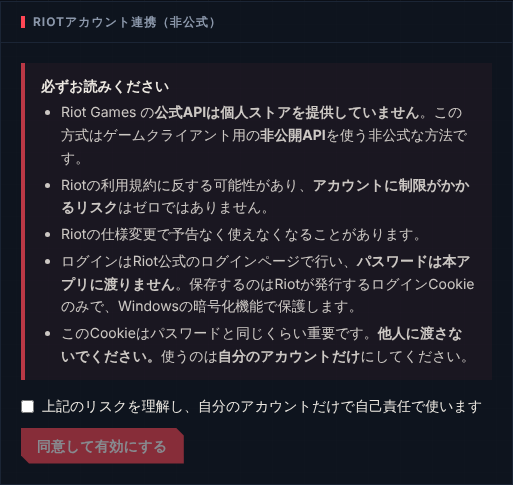 RIOTアカウント連携（非公式）
必ずお読みください
• Riot Games の公式APIは個人ストアを提供していません。この
方式はゲームクライアント用の非公開APIを使う非公式な方法で
す。
• Riotの利用規約に反する可能性があり、アカウントに制限がかか
るリスクはゼロではありません。
• Riotの仕様変更で予告なく使えなくなることがあります。
• ログインはRiot公式のログインページで行い、パスワードは本ア
プリに渡りません。保存するのはRiotが発行するログインCookie
のみで、Windowsの暗号化機能で保護します。
• このCookieはパスワードと同じくらい重要です。他人に渡さな
いでください。使うのは自分のアカウントだけにしてください。
上記のリスクを理解し、自分のアカウントだけで自己責任で使います
同意して有効にする